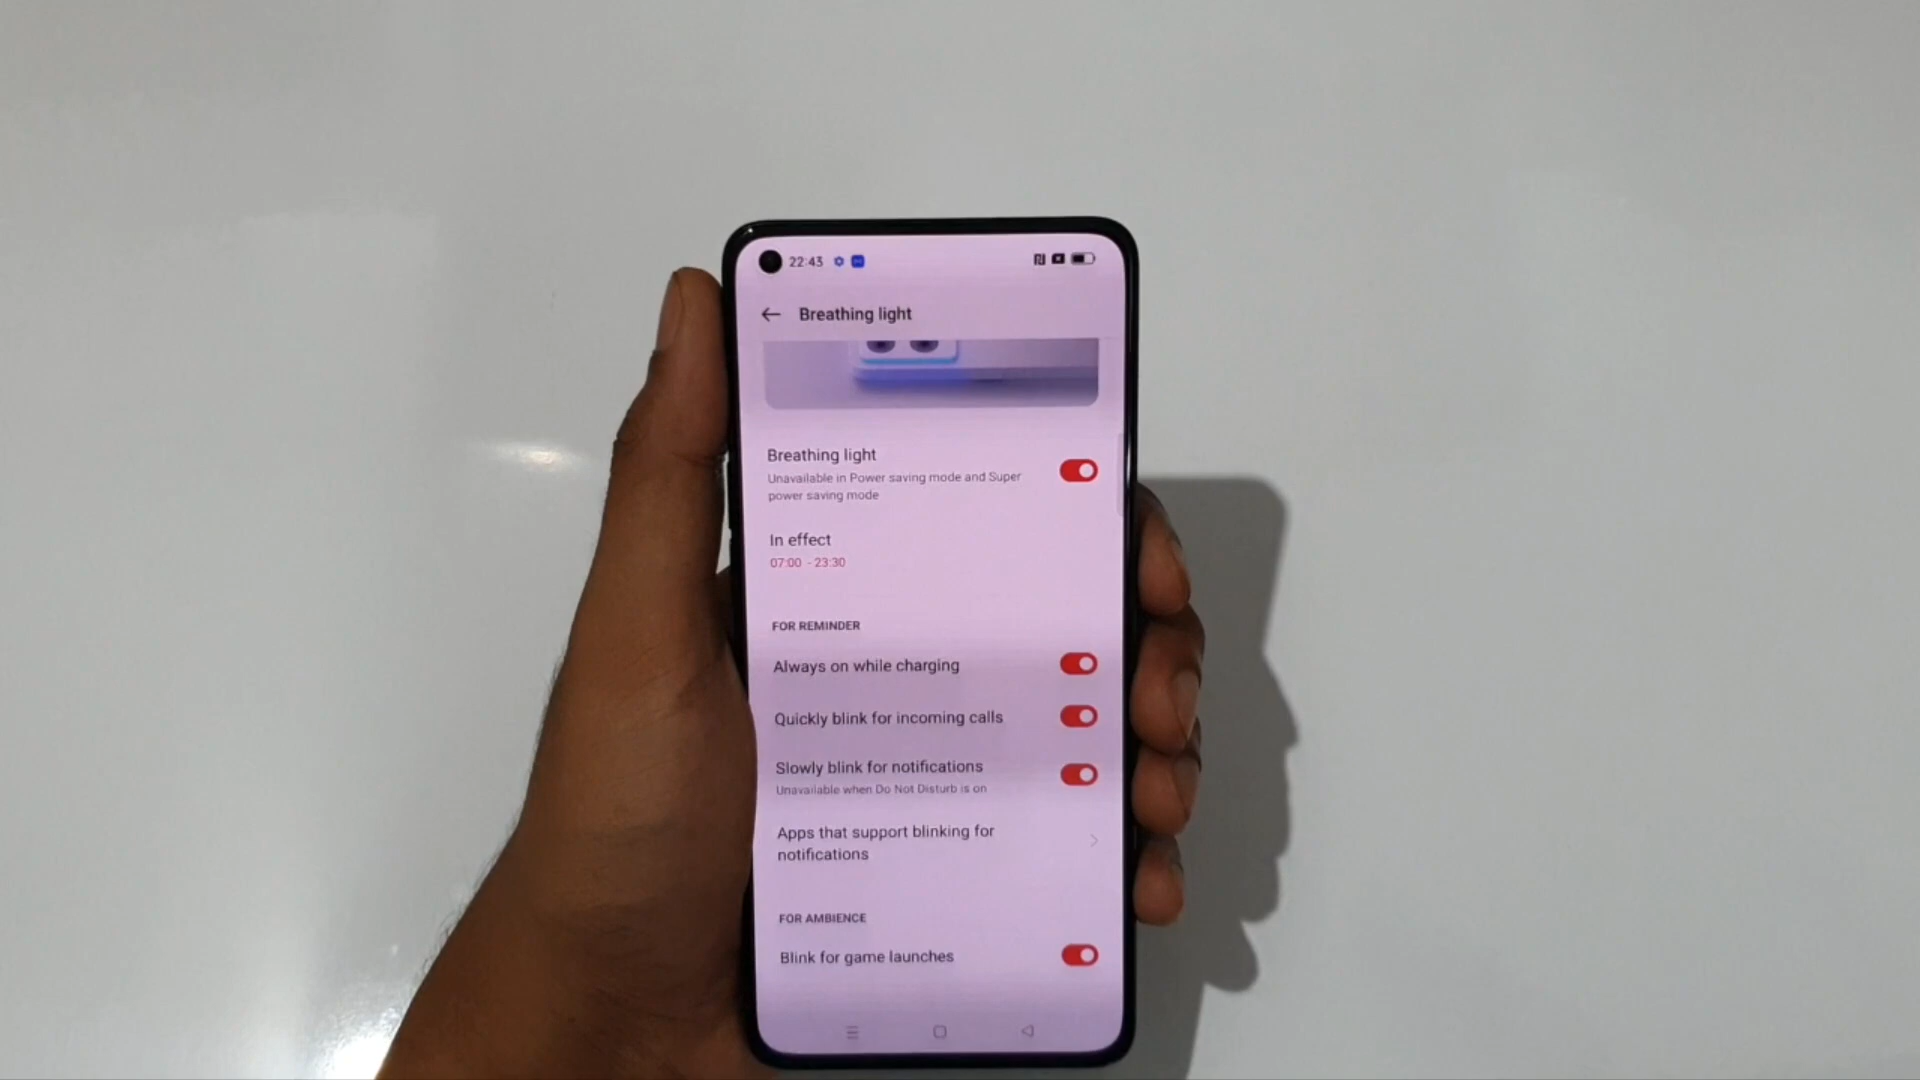 22:43
Breathing light
Breathing light
Unavailable in Power saving mode and Super
power saving mode
In effect
07:00 - 23:30
FOR REMINDER
Always on while charging
Quickly blink for incoming calls
Slowly blink for notifications
Unavailable when Do Not Disturb is on
Apps that support blinking for
notifications
FOR AMBIENCE
Blink for game launches